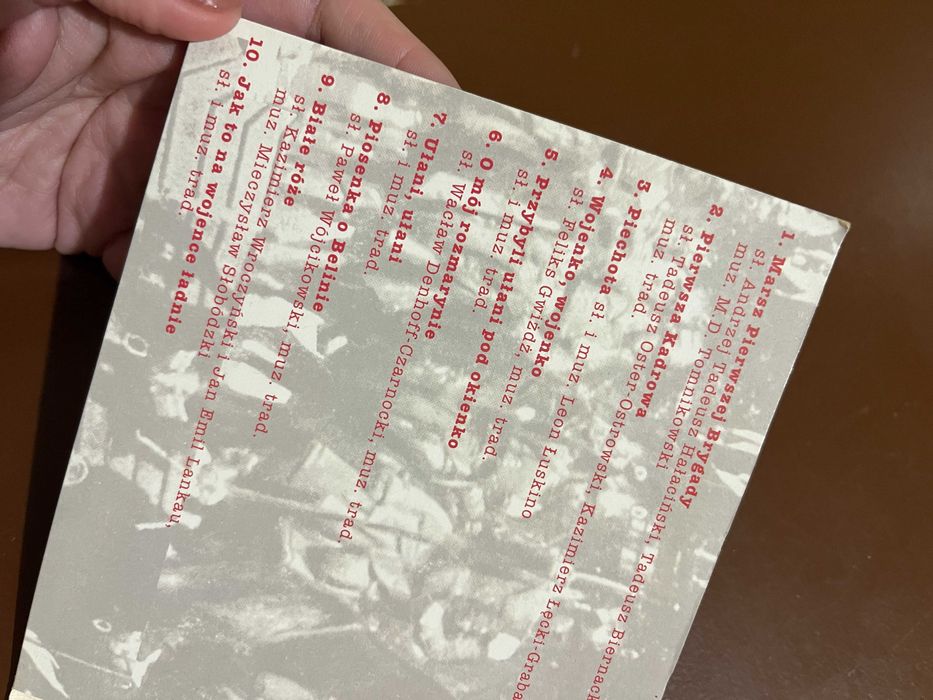 1. Marsz pierwszej Brygady
sł. Andrzej Tadeusz Hałaciński, Tadeusz Biernack
muz. M D. Tomnikowski
2. Pierwsza Kadrowa
sł. Tadeusz Oster-Ostrowski, Kazimierz Łęcki-Graba
muz. trad.
3. Piechota sł. i muz. Leon Łuskino
4. Wojenko, wojenko
sł. Feliks Gwiżdż, muz. trad.
5. Przybyli ułani pod okienko
sł. i muz. trad.
6. O mój rozmarynie
sł. Wacław Denhoff-Czarnocki, muz. trad.
7. Ułani, ułani
sł. i muz. trad.
8. Piosenka o Belinie
sł. Paweł Wójcikowski, muz. trad.
9. Białe róże
sł. Kazimierz Wroczyński i Jan Emil Lankau,
muz. Mieczysław Słobódzki
10. Jak to na wojence ładnie
sł. i muz. trad.